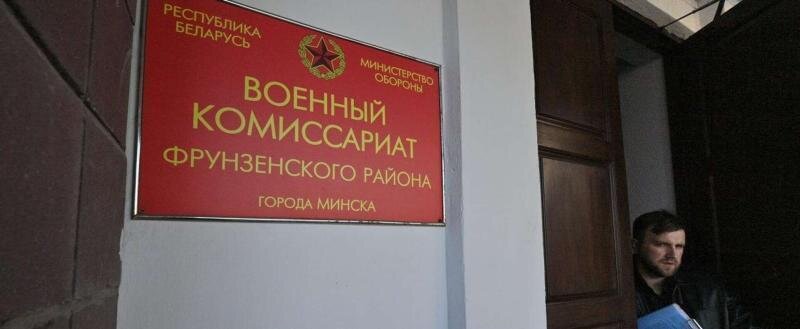 РЕСПУБЛИКА
БЕЛАРУСЬ
МИНИСТЕРСТВО
ОБОРОНЫ
ВОЕННЫЙ
КОМИССАРИАТ
ФРУНЗЕНСКОГО РАЙОНА
ГОРОДА МИНСКА